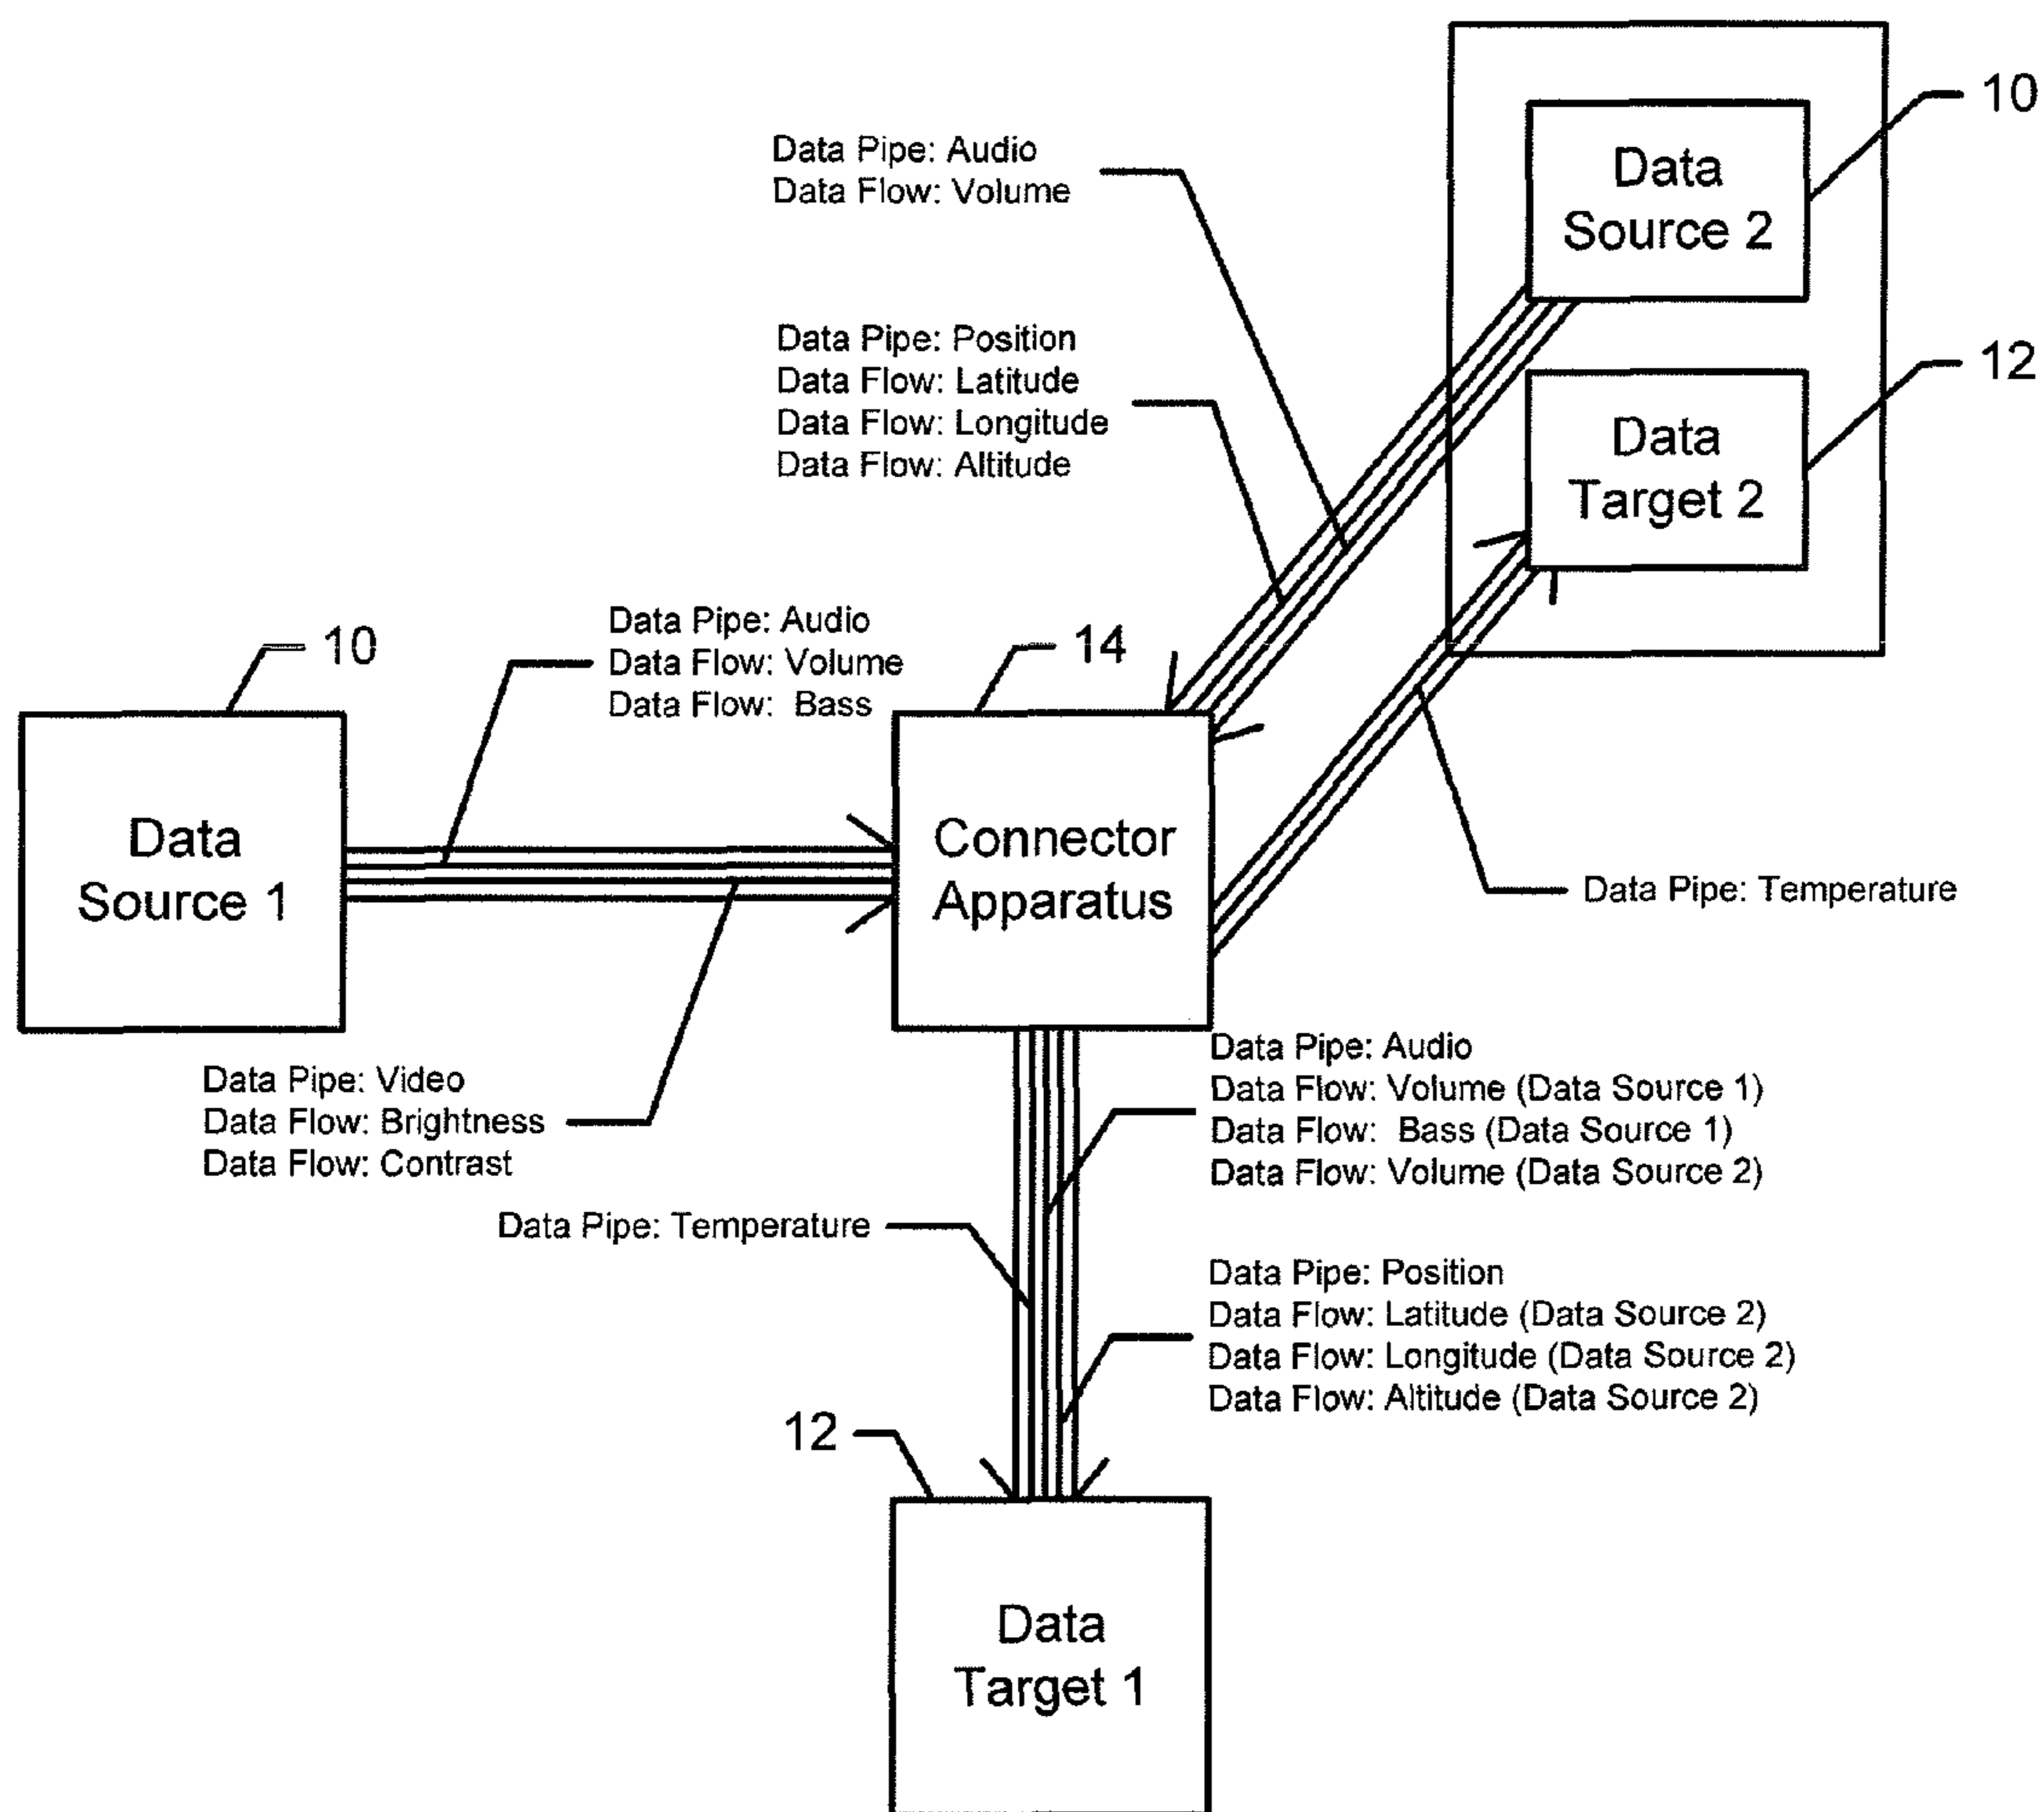 10
Data
Source 2
Data Pipe: Audio
Data Flow: Volume
Data Pipe: Position
Data Flow: Latitude
Data Flow: Longitude
Data Flow: Altitude
12
Data
Target 2
10
Data Pipe: Audio
Data Flow: Volume
Data Flow: Bass
14
Data
Source 1
Connector
Apparatus
Data Pipe: Temperature
Data Pipe: Video
Data Flow: Brightness
Data Flow: Contrast
Data Pipe: Audio
Data Flow: Volume (Data Source 1)
Data Flow: Bass (Data Source 1)
Data Flow: Volume (Data Source 2)
Data Pipe: Temperature
Data Pipe: Position
Data Flow: Latitude (Data Source 2)
Data Flow: Longitude (Data Source 2)
Data Flow: Altitude (Data Source 2)
12
Data
Target 1